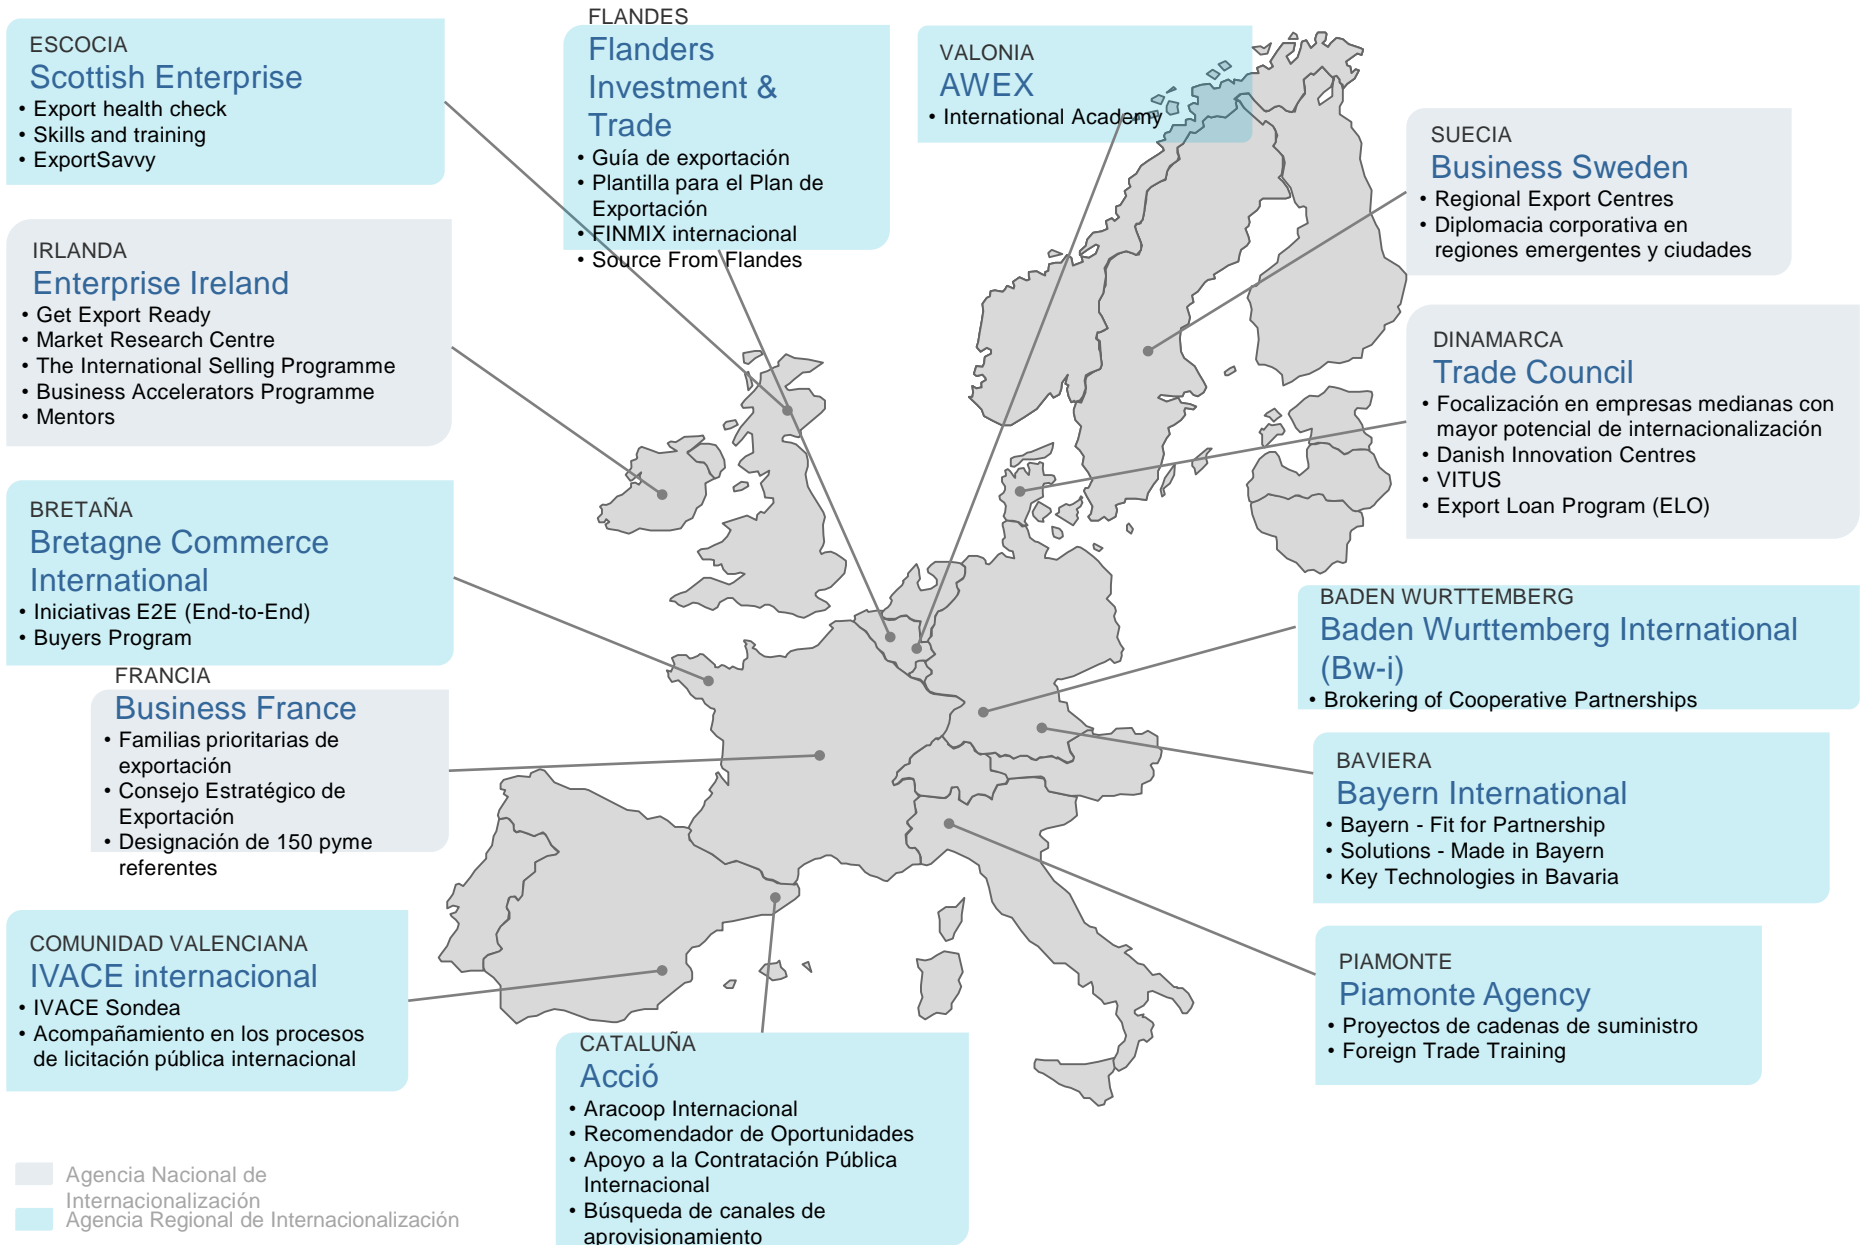 ESCOCIA
Scottish Enterprise
• Export health check
• Skills and training
• ExportSavvy
FLANDES
Flanders
Investment &
Trade
• Guía de exportación
• Plantilla para el Plan de
Exportación
• FINMIX internacional
• Source From Flandes
VALONIA
AWEX
• International Academy
SUECIA
Business Sweden
• Regional Export Centres
• Diplomacia corporativa en
regiones emergentes y ciudades
IRLANDA
Enterprise Ireland
• Get Export Ready
• Market Research Centre
• The International Selling Programme
• Business Accelerators Programme
• Mentors
DINAMARCA
Trade Council
• Focalización en empresas medianas con
mayor potencial de internacionalización
• Danish Innovation Centres
• VITUS
• Export Loan Program (ELO)
BRETAÑA
Bretagne Commerce
International
• Iniciativas E2E (End-to-End)
• Buyers Program
BADEN WURTTEMBERG
Baden Wurttemberg International
(Bw-i)
• Brokering of Cooperative Partnerships
FRANCIA
Business France
• Familias prioritarias de
exportación
• Consejo Estratégico de
Exportación
• Designación de 150 pyme
referentes
BAVIERA
Bayern International
• Bayern - Fit for Partnership
• Solutions - Made in Bayern
• Key Technologies in Bavaria
COMUNIDAD VALENCIANA
IVACE internacional
• IVACE Sondea
• Acompañamiento en los procesos
de licitación pública internacional
PIAMONTE
Piamonte Agency
• Proyectos de cadenas de suministro
• Foreign Trade Training
CATALUÑA
Acció
• Aracoop Internacional
• Recomendador de Oportunidades
• Apoyo a la Contratación Pública
Internacional
• Búsqueda de canales de
aprovisionamiento
Agencia Nacional de
Internacionalización
Agencia Regional de Internacionalización